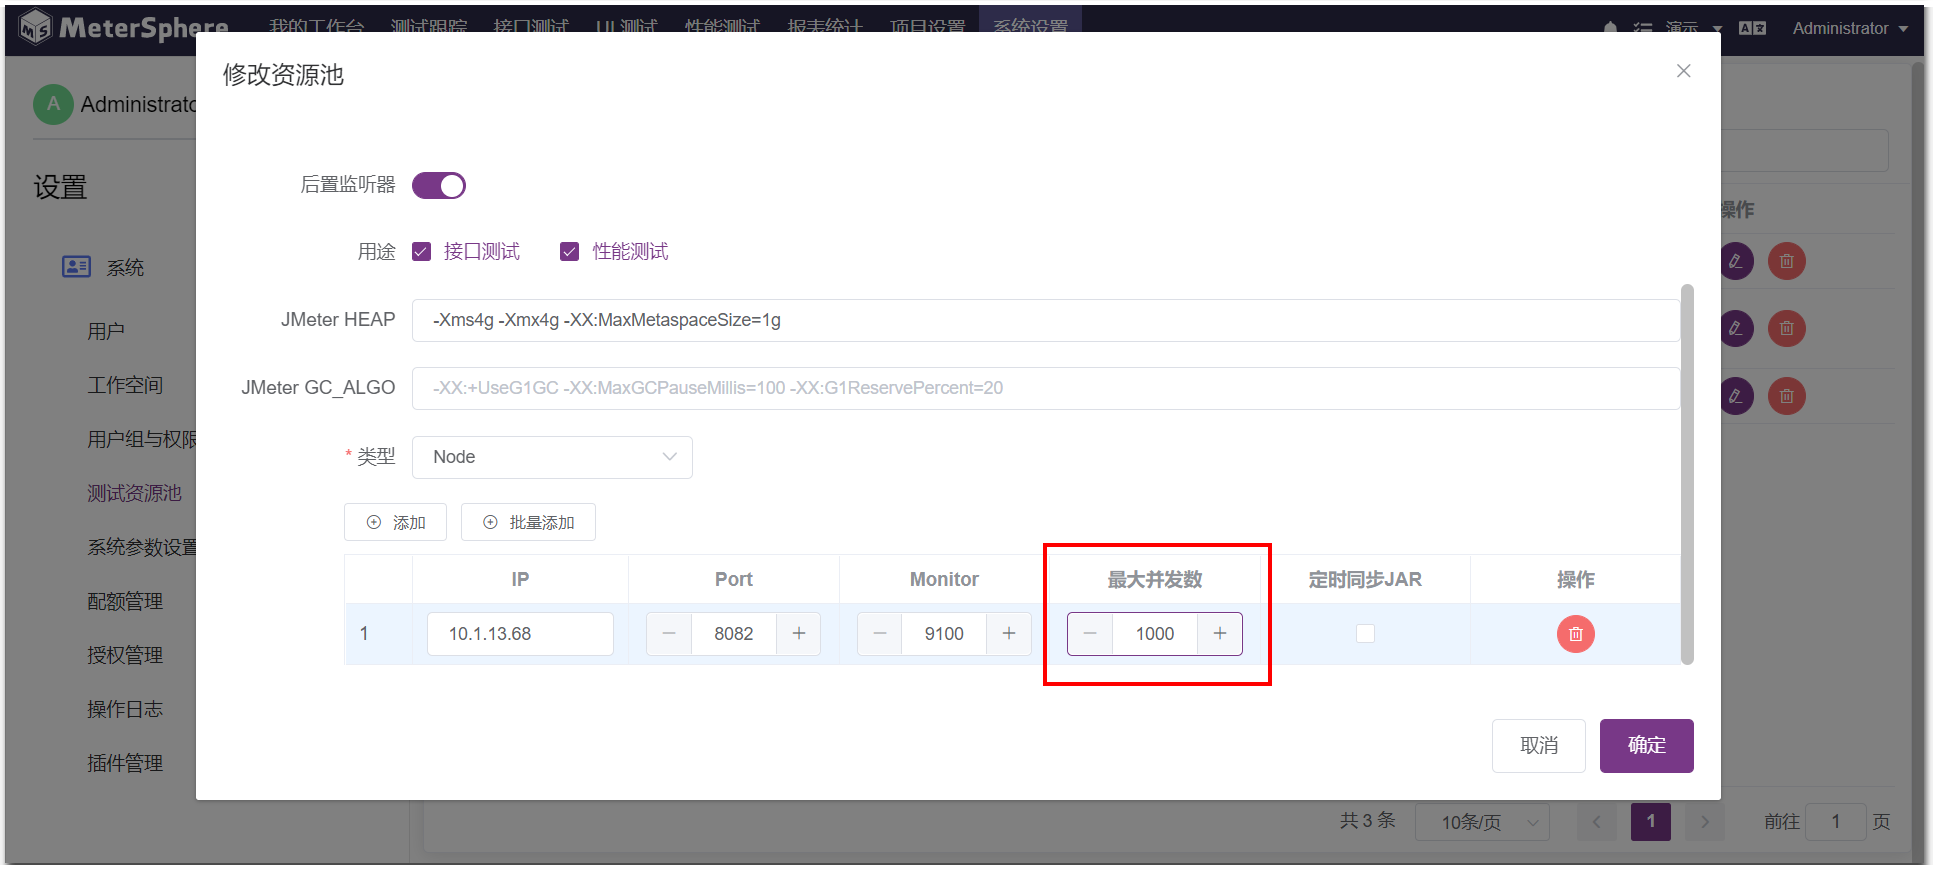 MeterSphere 我的工作台 测试跟踪 接口测试 UI 测试 性能测试 报表统计 项目设置 系统设置 演示 Administrator
修改资源池
A Administrato
后置监听器
设置
用途 接口测试 性能测试
操作
系统
JMeter HEAP -Xms4g -Xmx4g -XX:MaxMetaspaceSize=1g
用户
JMeter GC_ALGO -XX:+UseG1GC -XX:MaxGCPauseMillis=100 -XX:G1ReservePercent=20
工作空间
用户组与权限
* 类型 Node
测试资源池
添加 批量添加
系统参数设置
IP Port Monitor 最大并发数 定时同步JAR 操作
配额管理
1 10.1.13.68 8082 9100 1000
授权管理
操作日志
取消 确定
插件管理
共 3 条 10条/页 1 前往 1 页